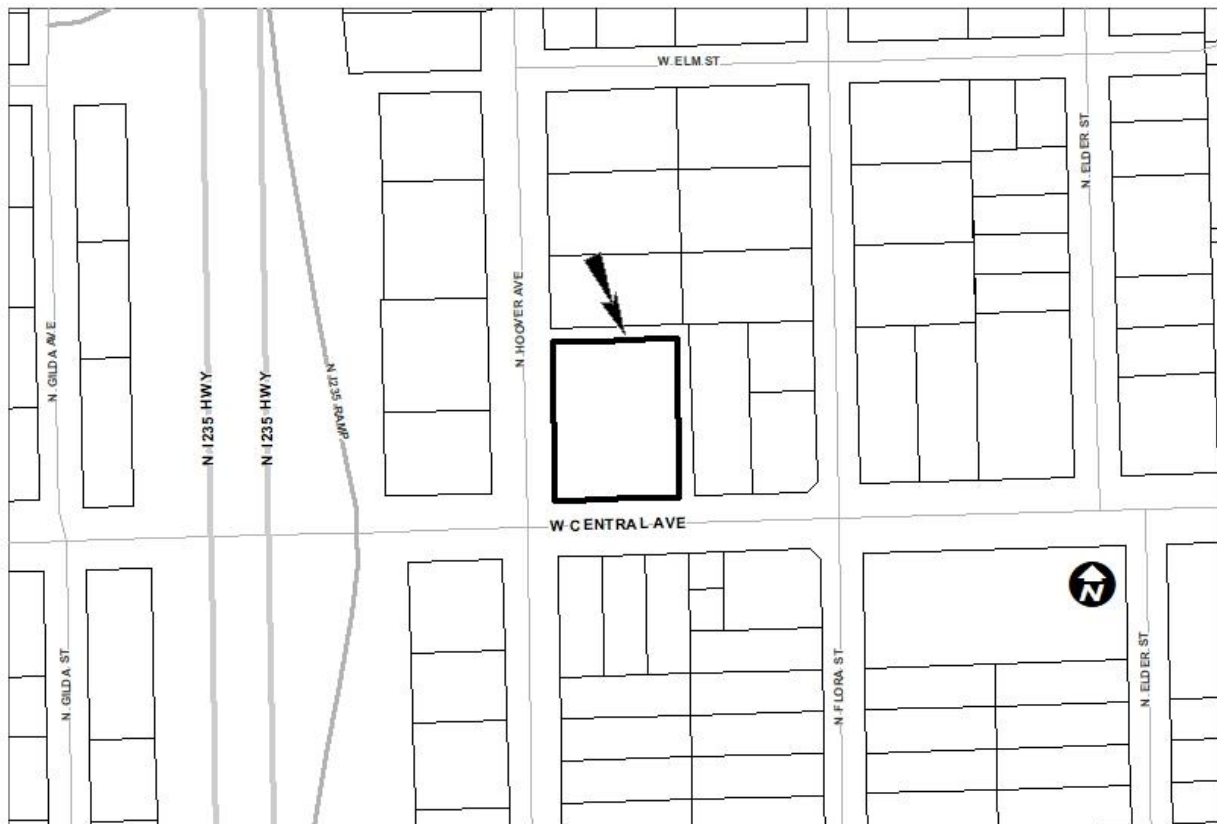 W. ELM ST
N. ELDER ST
N. HOOVER AVE
N. GILDA AVE
N I235 HWY
N I235 HWY
N I235 RAMP
W CENTRAL AVE
N
N. GILDA ST
N. FLORA ST
N. ELDER ST